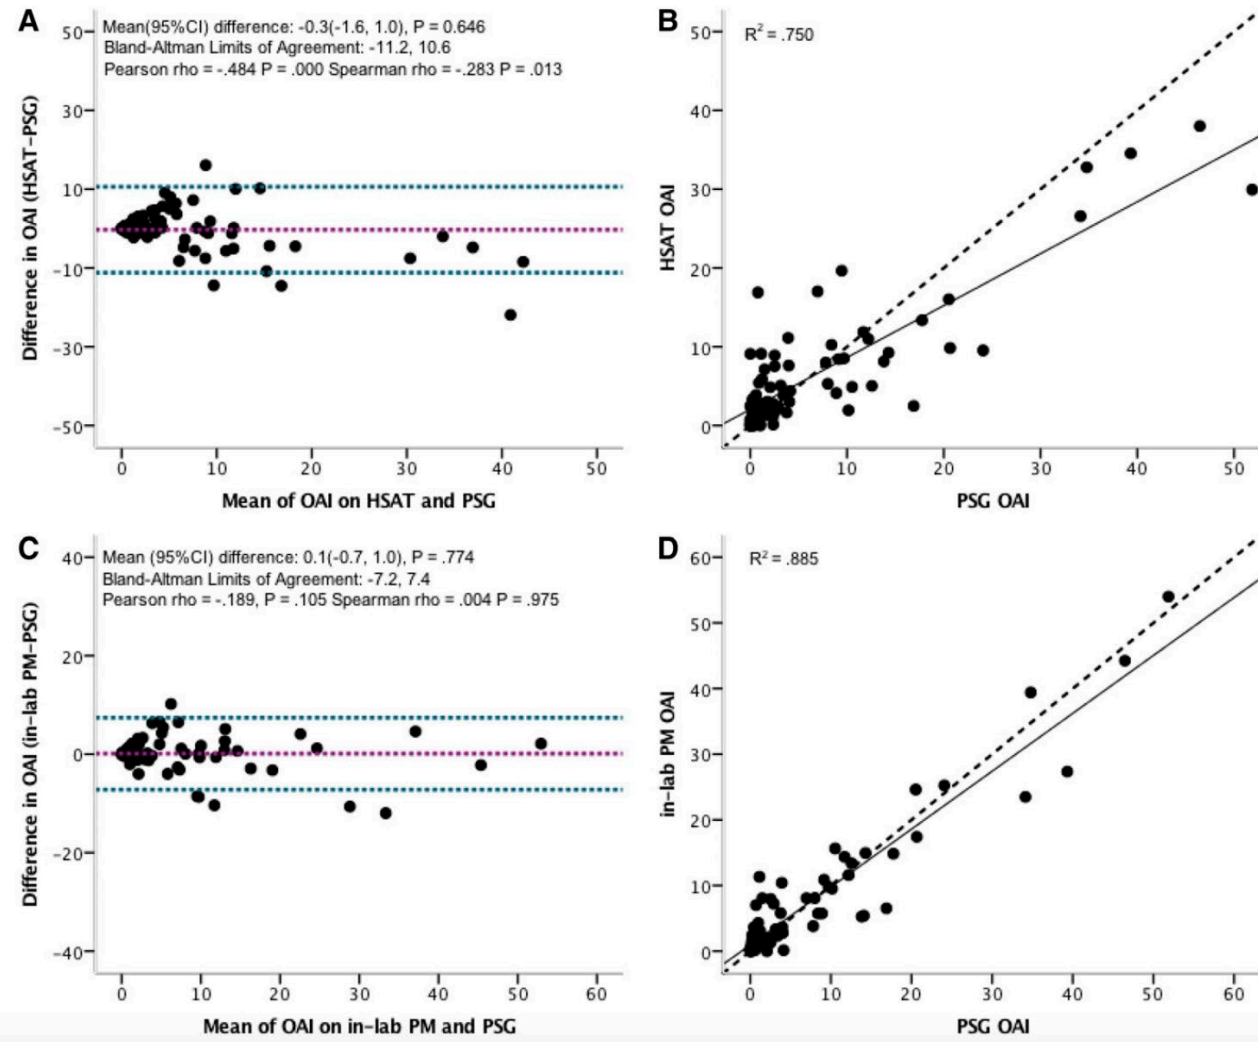 A
Mean(95%CI) difference: -0.3(-1.6, 1.0), P = 0.646
Bland-Altman Limits of Agreement: -11.2, 10.6
Pearson rho = -.484 P = .000 Spearman rho = -.283 P = .013
Difference in OAI (HSAT-PSG)
50
30
10
-10
-30
-50
0 10 20 30 40 50
Mean of OAI on HSAT and PSG
B
R² = .750
HSAT OAI
50
40
30
20
10
0
0 10 20 30 40 50
PSG OAI
C
Mean (95%CI) difference: 0.1(-0.7, 1.0), P = .774
Bland-Altman Limits of Agreement: -7.2, 7.4
Pearson rho = -.189, P = .105 Spearman rho = .004 P = .975
Difference in OAI (in-lab PM-PSG)
40
20
0
-20
-40
0 10 20 30 40 50 60
Mean of OAI on in-lab PM and PSG
D
R² = .885
in-lab PM OAI
60
50
40
30
20
10
0
0 10 20 30 40 50 60
PSG OAI